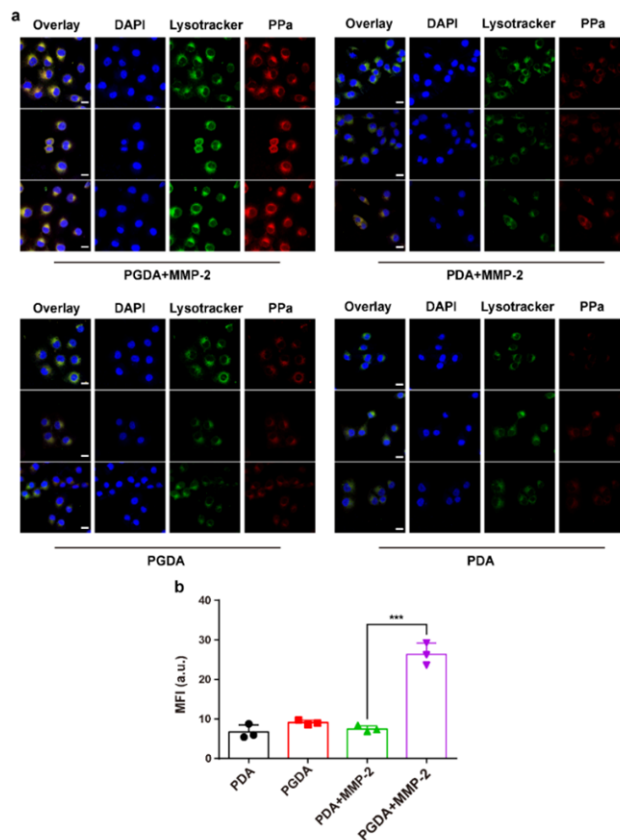 a
Overlay DAPI Lysotracker PPa
Overlay DAPI Lysotracker PPa
PGDA+MMP-2
PDA+MMP-2
Overlay DAPI Lysotracker PPa
Overlay DAPI Lysotracker PPa
PGDA
PDA
b
MFI (a.u.)
40
30
20
10
0
***
PDA
PGDA
PDA+MMP-2
PGDA+MMP-2